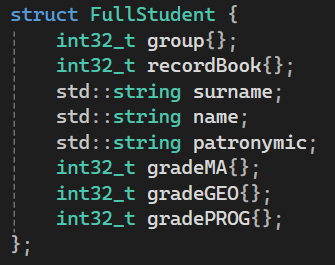 struct FullStudent {
    int32_t group{};
    int32_t recordBook{};
    std::string surname;
    std::string name;
    std::string patronymic;
    int32_t gradeMA{};
    int32_t gradeGEO{};
    int32_t gradePROG{};
};